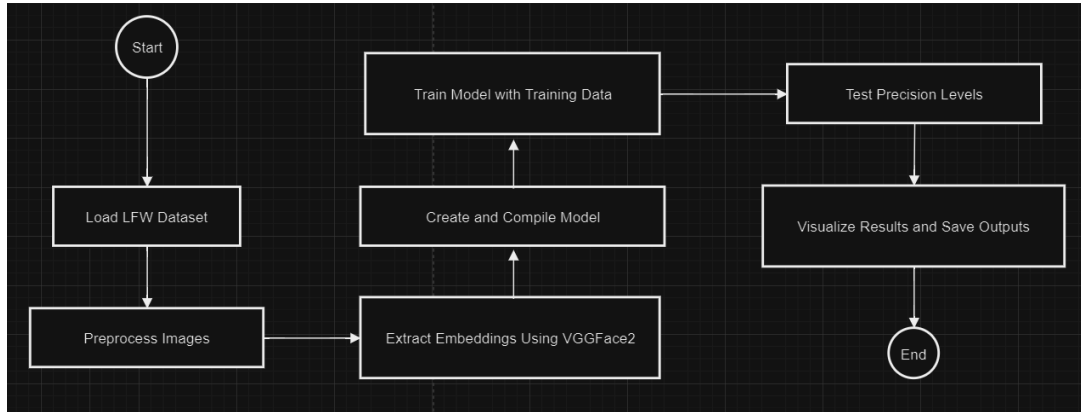 Start
Load LFW Dataset
Preprocess Images
Extract Embeddings Using VGGFace2
Create and Compile Model
Train Model with Training Data
Test Precision Levels
Visualize Results and Save Outputs
End